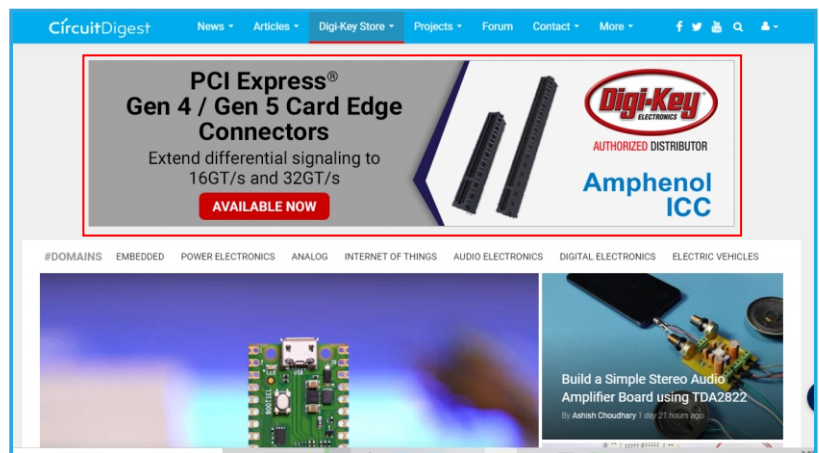 CircuitDigest
News Articles Digi-Key Store Projects Forum Contact More
PCI Express®
Gen 4 / Gen 5 Card Edge
Connectors
Extend differential signaling to
16GT/s and 32GT/s
AVAILABLE NOW
Digi-Key
ELECTRONICS
AUTHORIZED DISTRIBUTOR
Amphenol
ICC
#DOMAINS EMBEDDED POWER ELECTRONICS ANALOG INTERNET OF THINGS AUDIO ELECTRONICS DIGITAL ELECTRONICS ELECTRIC VEHICLES
BOOTSEL
USB
Build a Simple Stereo Audio
Amplifier Board using TDA2822
By Ashish Choudhary 1 day 21 hours ago